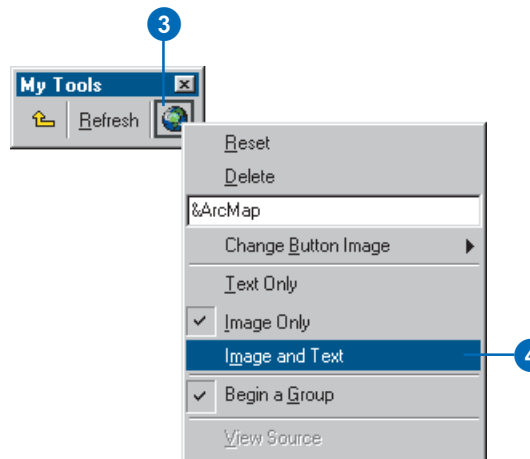 3
My Tools
Refresh
Reset
Delete
&ArcMap
Change Button Image
Text Only
Image Only
Image and Text
4
Begin a Group
View Source